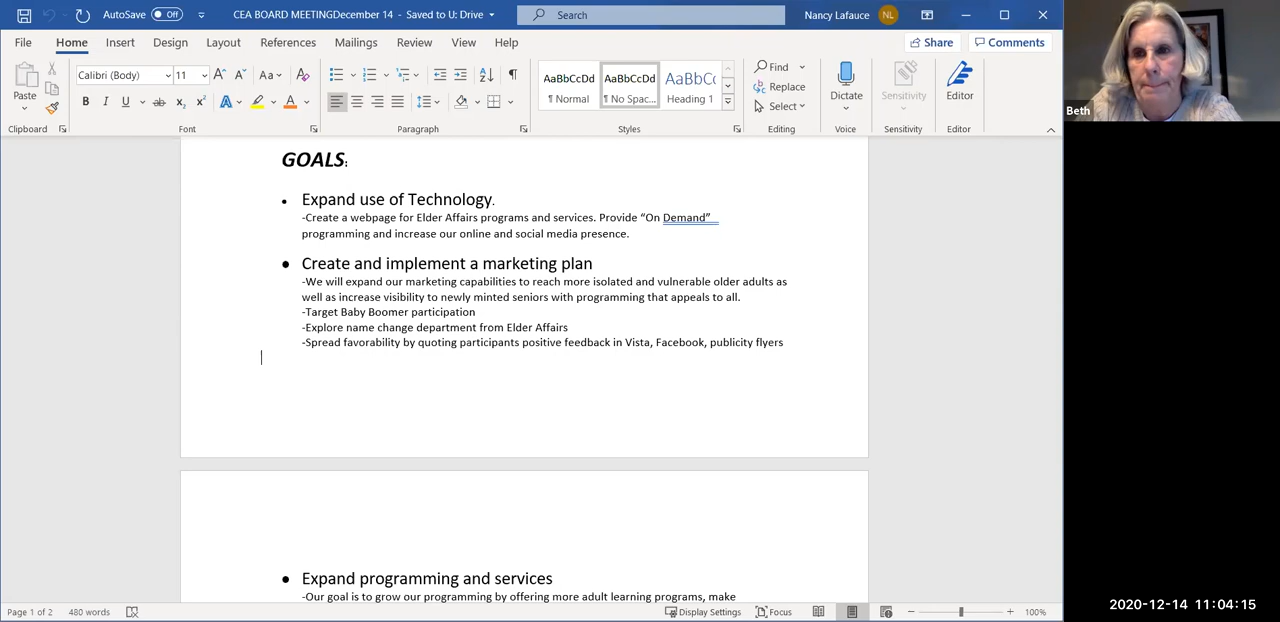 AutoSave Off CEA BOARD MEETINGDecember 14 - Saved to U: Drive Search Nancy Lafauce NL
File Home Insert Design Layout References Mailings Review View Help Share Comments
Paste
Clipboard
Calibri (Body) 11
Font
Paragraph
AaBbCcDd AaBbCcDd AaBbCc
¶ Normal ¶ No Spac... Heading 1
Styles
Find
Replace
Select
Editing
Dictate
Voice
Sensitivity
Sensitivity
Editor
Editor
Beth
GOALS:
• Expand use of Technology.
-Create a webpage for Elder Affairs programs and services. Provide “On Demand”
programming and increase our online and social media presence.
• Create and implement a marketing plan
-We will expand our marketing capabilities to reach more isolated and vulnerable older adults as
well as increase visibility to newly minted seniors with programming that appeals to all.
-Target Baby Boomer participation
-Explore name change department from Elder Affairs
-Spread favorability by quoting participants positive feedback in Vista, Facebook, publicity flyers
• Expand programming and services
-Our goal is to grow our programming by offering more adult learning programs, make
Page 1 of 2 480 words Display Settings Focus 100%
2020-12-14 11:04:15